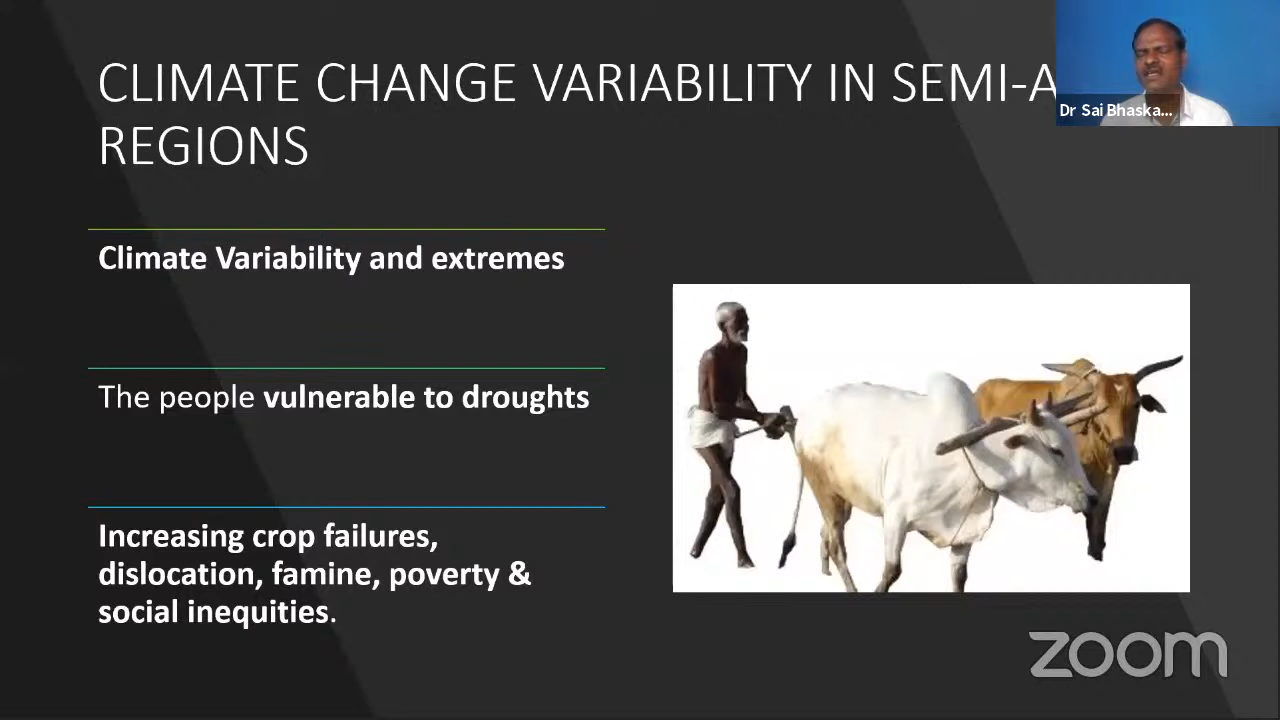 CLIMATE CHANGE VARIABILITY IN SEMI-A
REGIONS
Dr Sai Bhaska...
Climate Variability and extremes
The people vulnerable to droughts
Increasing crop failures,
dislocation, famine, poverty &
social inequities.
zoom